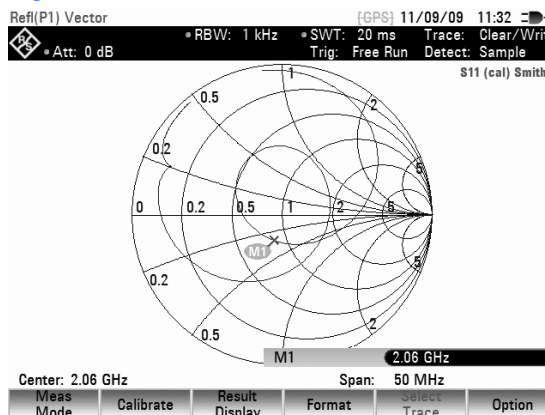 Refl(P1) Vector [GPS] 11/09/09 11:32
RBW: 1 kHz SWT: 20 ms Trace: Clear/Wri
Att: 0 dB Trig: Free Run Detect: Sample
S11 (cal) Smith
1
0.5 2
0.2 5
0 0.2 0.5 1 2 5
M1
0.2 5
0.5 2
M1 2.06 GHz
Center: 2.06 GHz Span: 50 MHz
Meas Mode Calibrate Result Display Format Select Trace Option